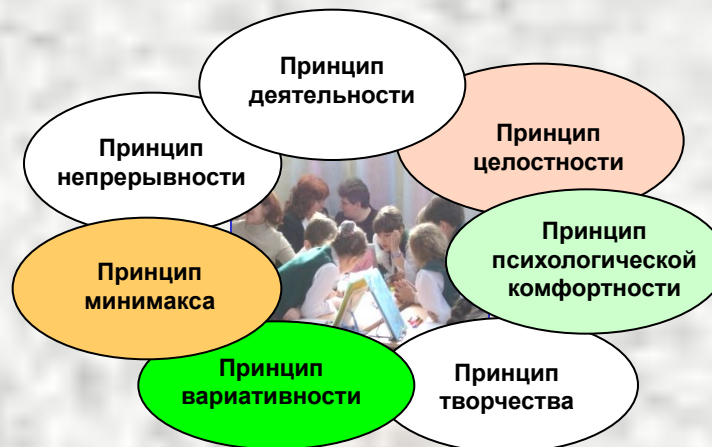 Принцип
деятельности
Принцип
целостности
Принцип
психологической
комфортности
Принцип
творчества
Принцип
вариативности
Принцип
минимакса
Принцип
непрерывности